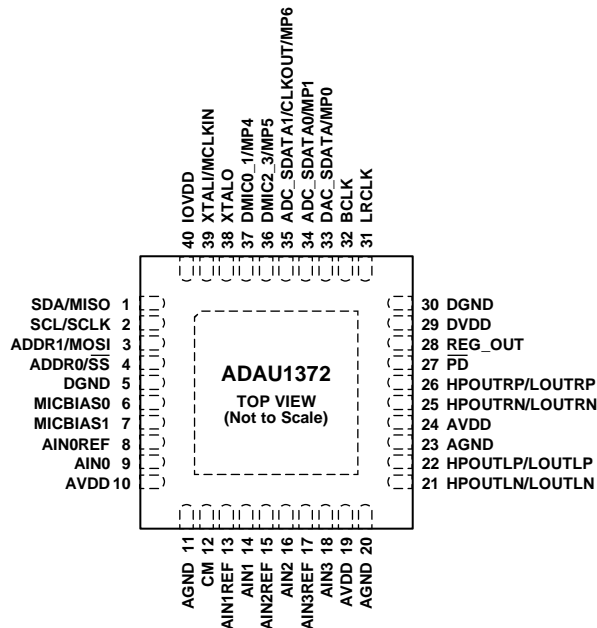 40 IOVDD
39 XTALI/MCLKIN
38 XTALO
37 DMIC0_1/MP4
36 DMIC2_3/MP5
35 ADC_SDATA1/CLKOUT/MP6
34 ADC_SDATA0/MP1
33 DAC_SDATA/MP0
32 BCLK
31 LRCLK
SDA/MISO 1
SCL/SCLK 2
ADDR1/MOSI 3
ADDR0/S̅S̅ 4
DGND 5
MICBIAS0 6
MICBIAS1 7
AIN0REF 8
AIN0 9
AVDD 10
ADAU1372
TOP VIEW
(Not to Scale)
30 DGND
29 DVDD
28 REG_OUT
27 P̅D̅
26 HPOUTRP/LOUTRP
25 HPOUTRN/LOUTRN
24 AVDD
23 AGND
22 HPOUTLP/LOUTLP
21 HPOUTLN/LOUTLN
AGND 11
CM 12
AIN1REF 13
AIN1 14
AIN2REF 15
AIN2 16
AIN3REF 17
AIN3 18
AVDD 19
AGND 20